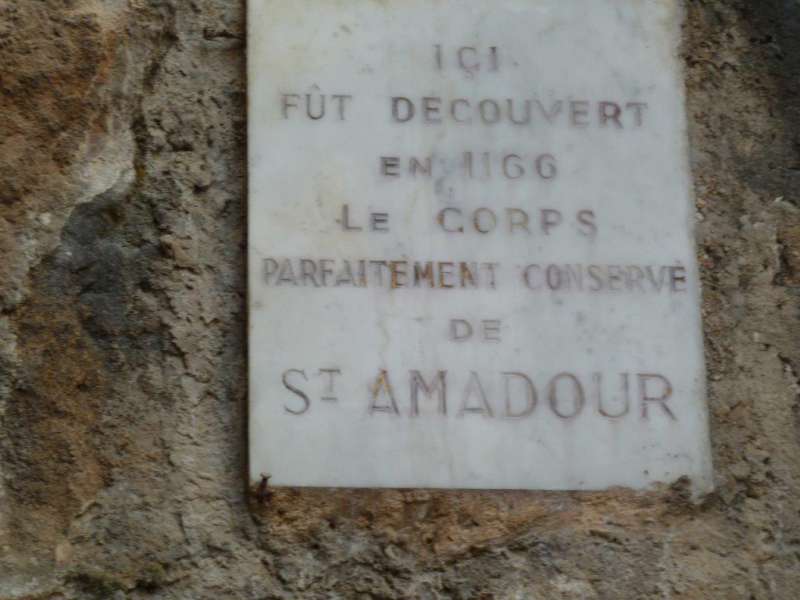 IÇI
FÛT DECOUVERT
EN 1166
LE CORPS
PARFAITEMENT CONSERVÉ
DE
ST AMADOUR